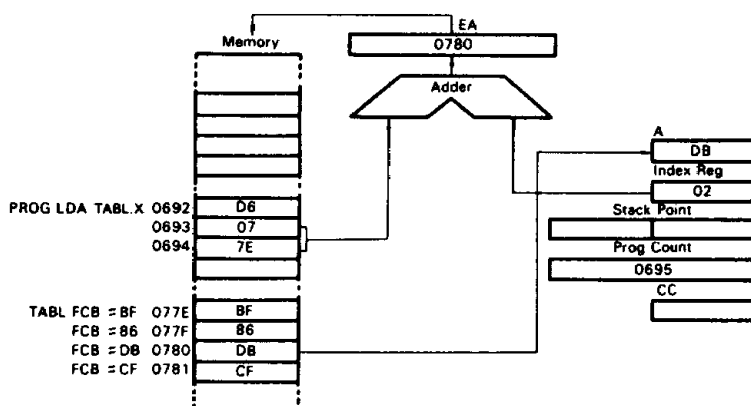 EA
0780
Memory
Adder
A
DB
Index Reg
02
Stack Point
Prog Count
0695
CC
PROG LDA TABL.X 0692 D6
0693 07
0694 7E
TABL FCB = BF 077E BF
FCB = 86 077F 86
FCB = DB 0780 DB
FCB = CF 0781 CF